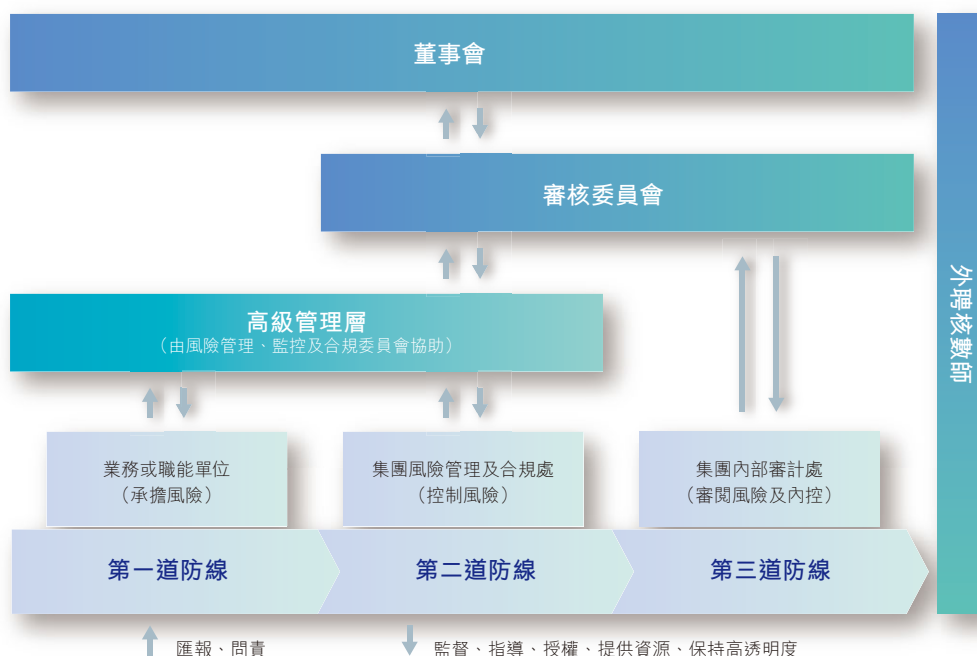 董事會
審核委員會
外聘核數師
高級管理層
（由風險管理、監控及合規委員會協助）
業務或職能單位
（承擔風險）
集團風險管理及合規處
（控制風險）
集團內部審計處
（審閱風險及內控）
第一道防線
第二道防線
第三道防線
匯報、問責
監督、指導、授權、提供資源、保持高透明度